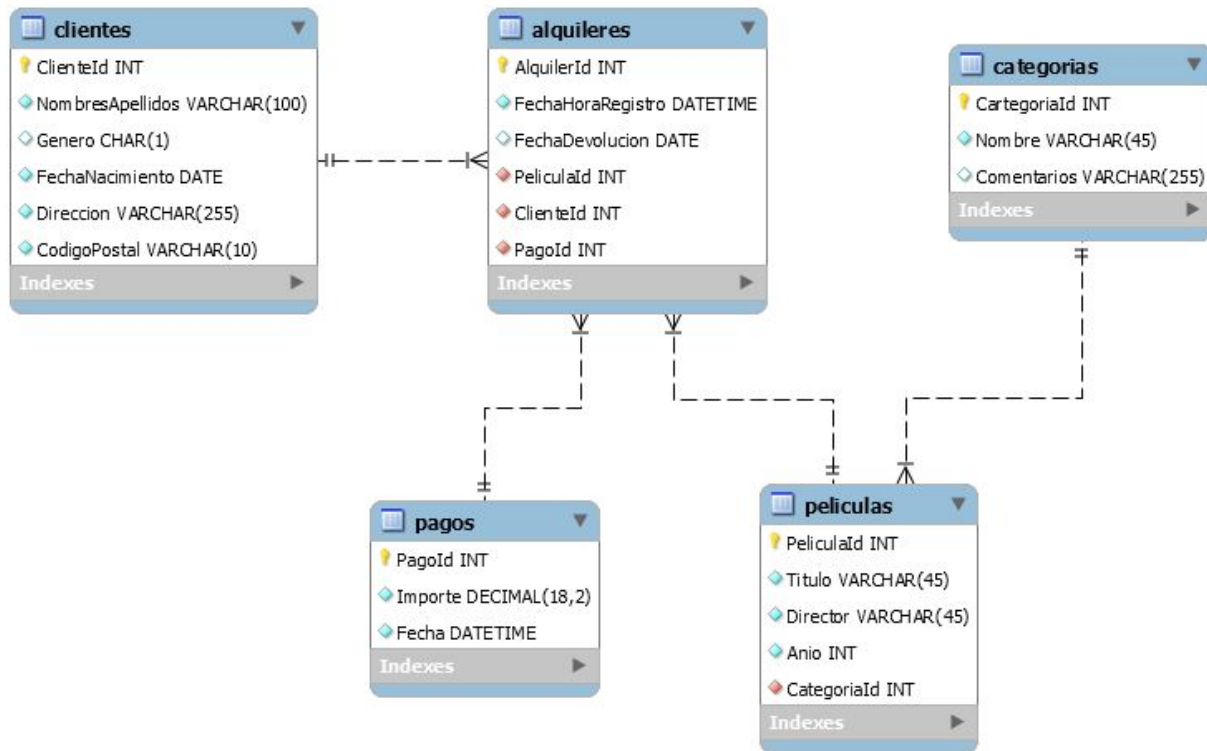 clientes
ClienteId INT
NombresApellidos VARCHAR(100)
Genero CHAR(1)
FechaNacimiento DATE
Direccion VARCHAR(255)
CodigoPostal VARCHAR(10)
Indexes
alquileres
AlquilerId INT
FechaHoraRegistro DATETIME
FechaDevolucion DATE
PeliculaId INT
ClienteId INT
PagoId INT
Indexes
categorias
CartegoriaId INT
Nombre VARCHAR(45)
Comentarios VARCHAR(255)
Indexes
pagos
PagoId INT
Importe DECIMAL(18,2)
Fecha DATETIME
Indexes
peliculas
PeliculaId INT
Titulo VARCHAR(45)
Director VARCHAR(45)
Anio INT
CategoriaId INT
Indexes